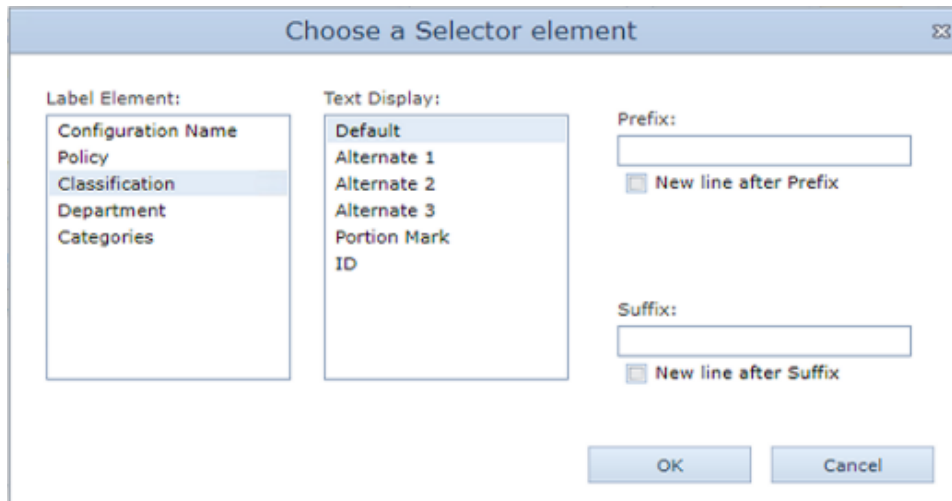 Choose a Selector element
Label Element:
Configuration Name
Policy
Classification
Department
Categories
Text Display:
Default
Alternate 1
Alternate 2
Alternate 3
Portion Mark
ID
Prefix:
New line after Prefix
Suffix:
New line after Suffix
OK
Cancel